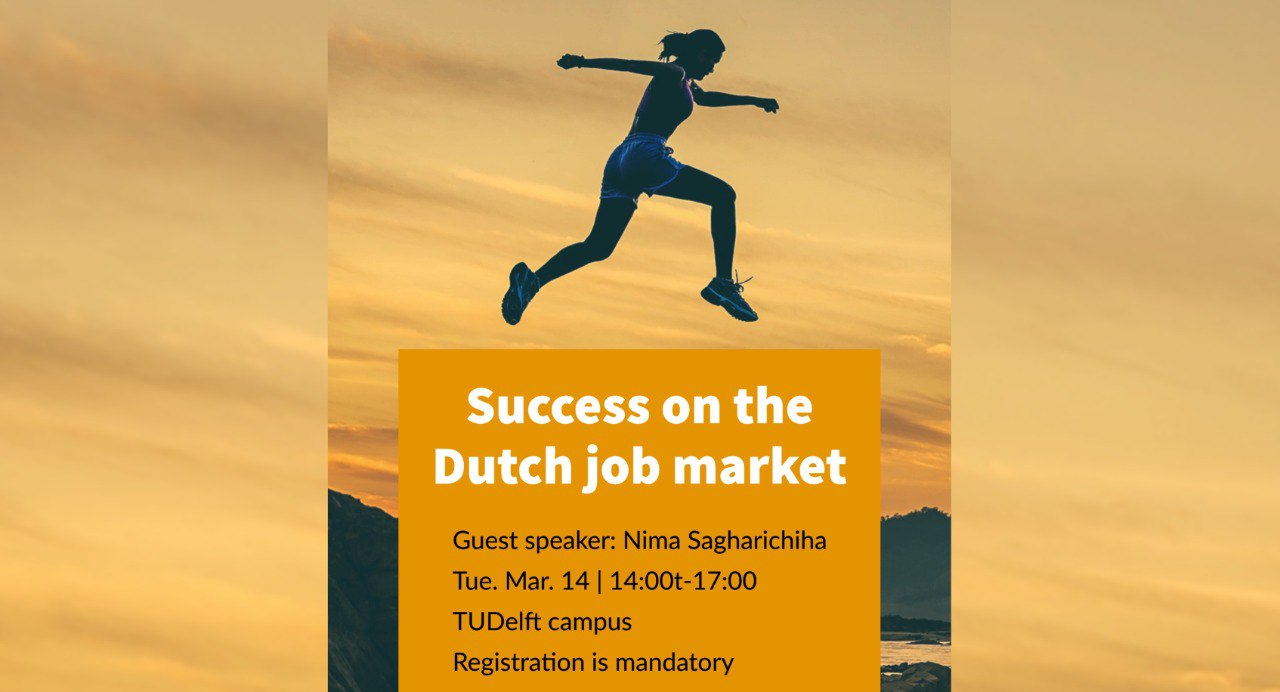 Success on the
Dutch job market
Guest speaker: Nima Sagharichiha
Tue. Mar. 14 | 14:00t-17:00
TUDelft campus
Registration is mandatory